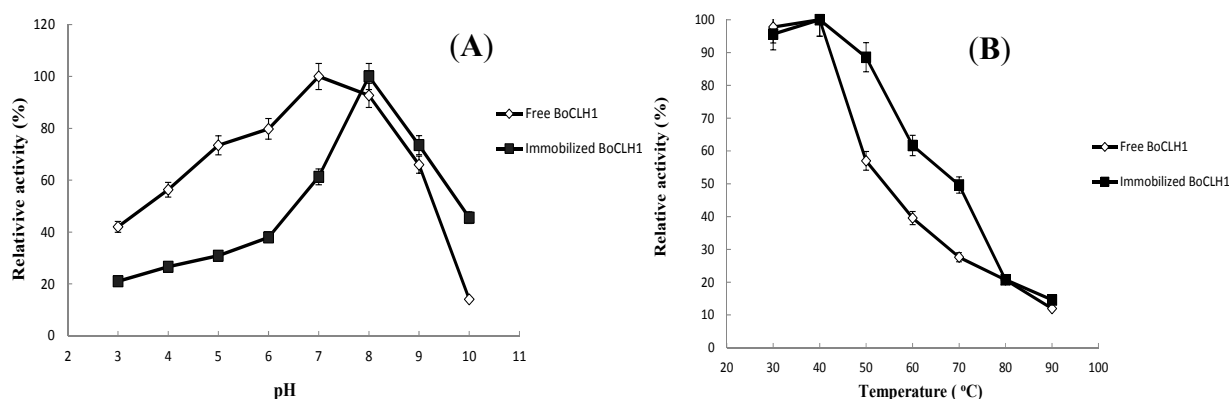 (A)
Relativive activity (%)
120
100
80
60
40
20
0
2 3 4 5 6 7 8 9 10 11
pH
Free BoCLH1
Immobilized BoCLH1
(B)
Relative activity (%)
100
90
80
70
60
50
40
30
20
10
0
20 30 40 50 60 70 80 90 100
Temperature ( °C)
Free BoCLH1
Immobilized BoCLH1